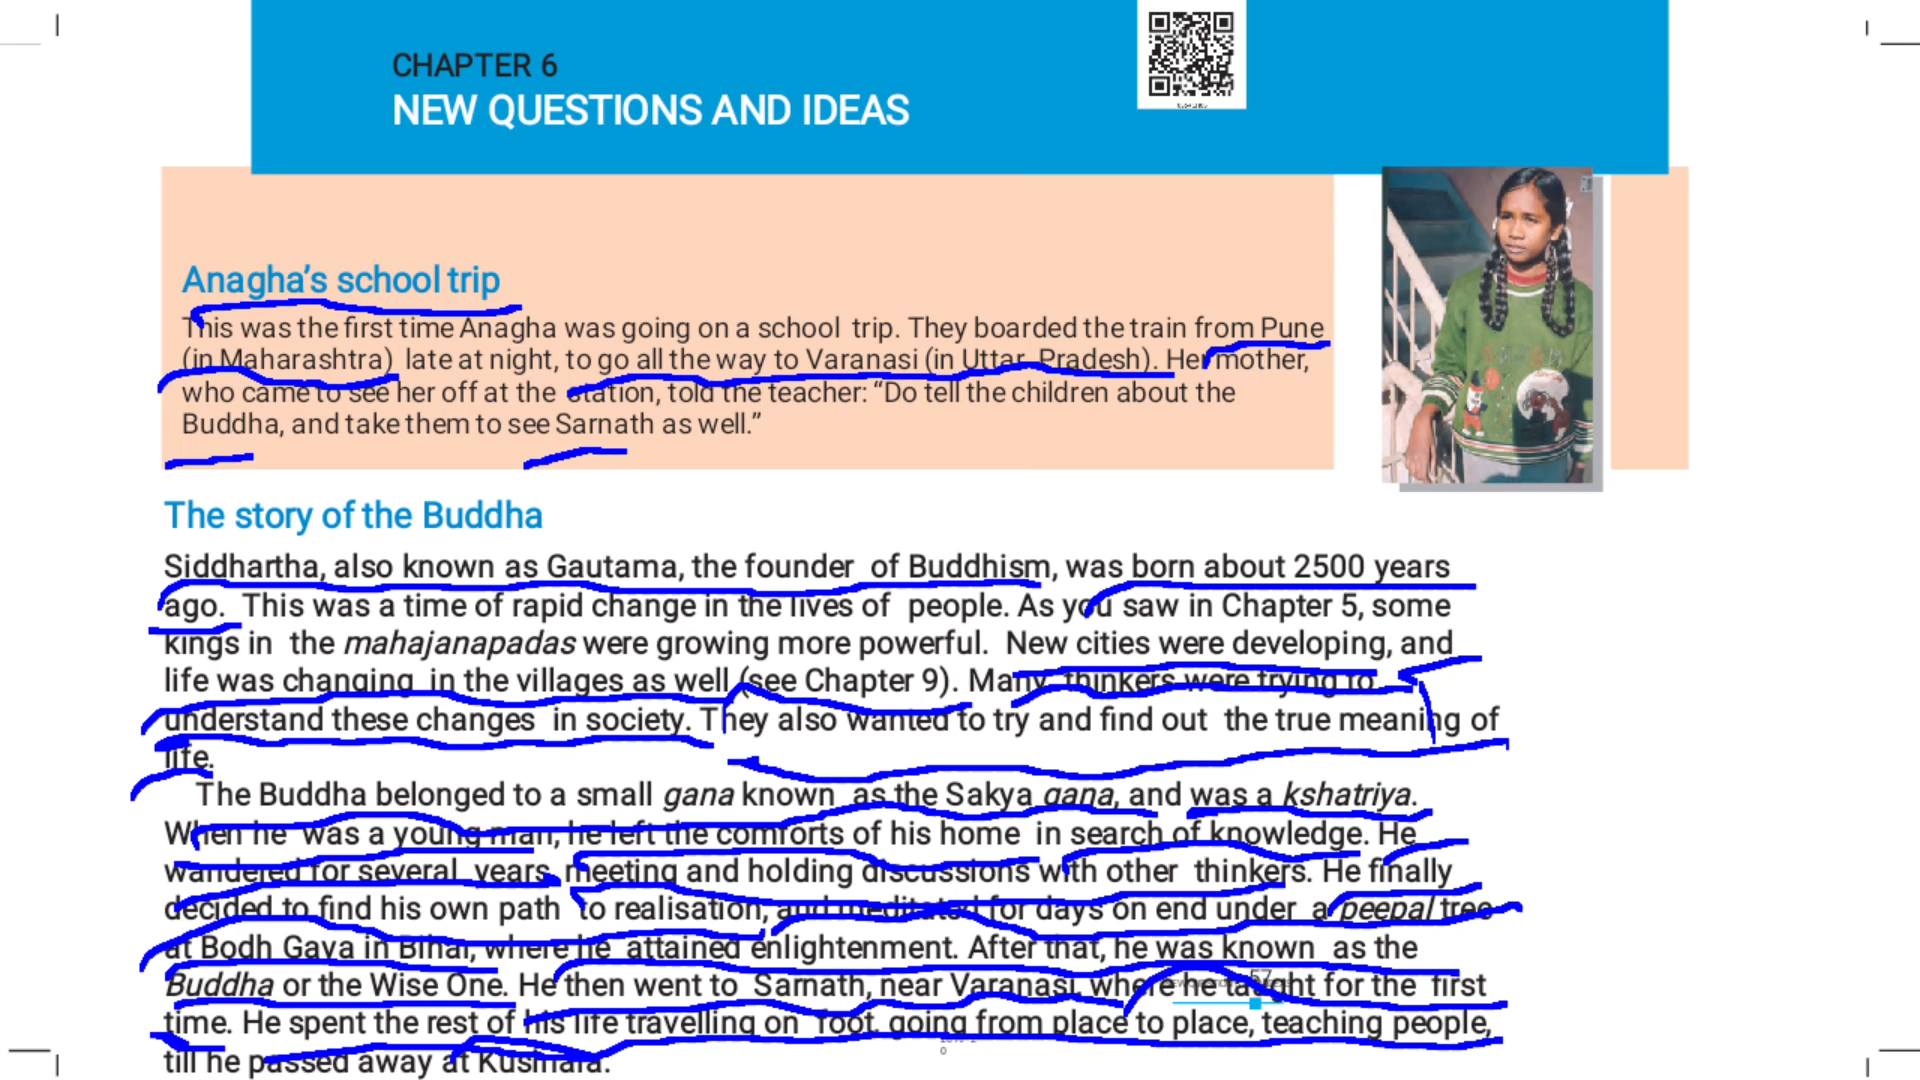 CHAPTER 6
NEW QUESTIONS AND IDEAS
Anagha's school trip
This was the first time Anagha was going on a school trip. They boarded the train from Pune
(in Maharashtra) late at night, to go all the way to Varanasi (in Uttar Pradesh). Her mother,
who came to see her off at the station, told the teacher: “Do tell the children about the
Buddha, and take them to see Sarnath as well.”
The story of the Buddha
Siddhartha, also known as Gautama, the founder of Buddhism, was born about 2500 years
ago. This was a time of rapid change in the lives of people. As you saw in Chapter 5, some
kings in the mahajanapadas were growing more powerful. New cities were developing, and
life was changing in the villages as well (see Chapter 9). Many thinkers were trying to
understand these changes in society. They also wanted to try and find out the true meaning of
life.
The Buddha belonged to a small gana known as the Sakya gana, and was a kshatriya.
When he was a young man, he left the comforts of his home in search of knowledge. He
wandered for several years, meeting and holding discussions with other thinkers. He finally
decided to find his own path to realisation, and meditated for days on end under a peepal tree
at Bodh Gaya in Bihar, where he attained enlightenment. After that, he was known as the
Buddha or the Wise One. He then went to Sarnath, near Varanasi, where he taught for the first
57
time. He spent the rest of his life travelling on foot, going from place to place, teaching people,
till he passed away at Kusinara.